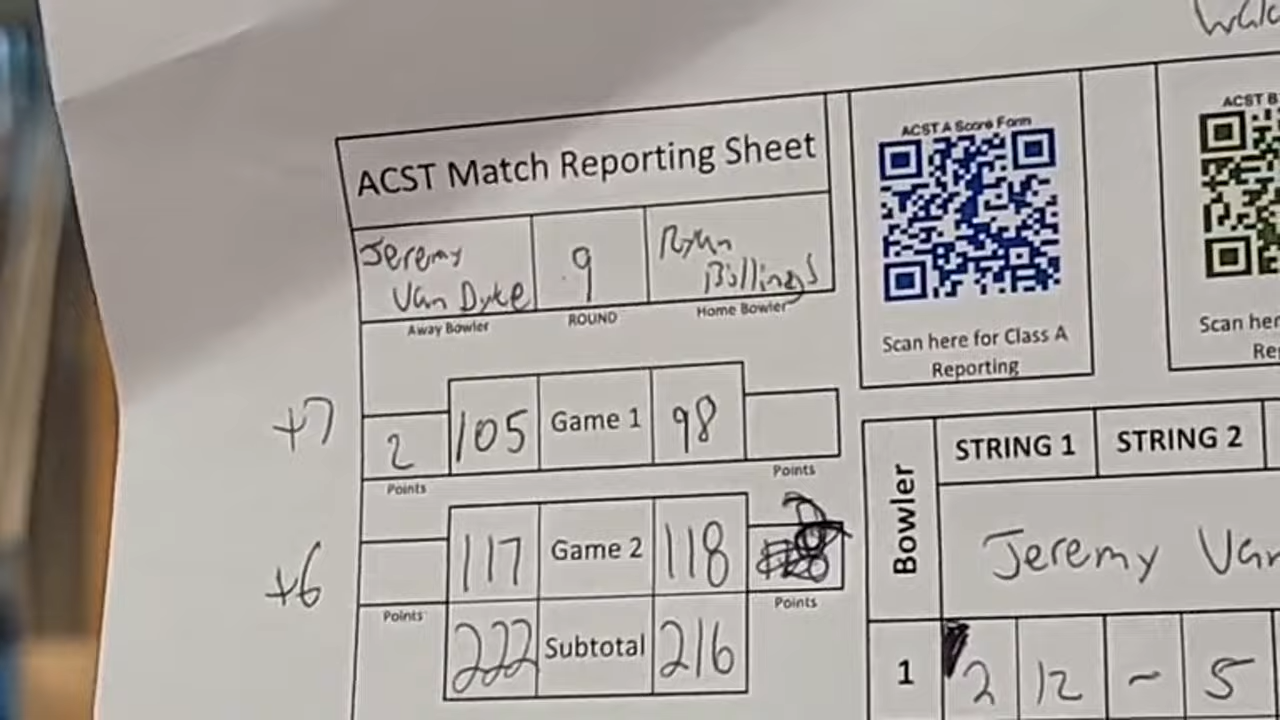 ACST Match Reporting Sheet
Jeremy
Van Dyke
9
Ryan
Billings
Away Bowler
ROUND
Home Bowler
ACST A Score Form
Scan here for Class A
Reporting
ACST B
Scan her
Re
+7
2
105
Game 1
98
Points
Points
+6
117
Game 2
118
2
Points
Points
222
Subtotal
216
Bowler
STRING 1
STRING 2
Jeremy Van
1
2
12
-
5